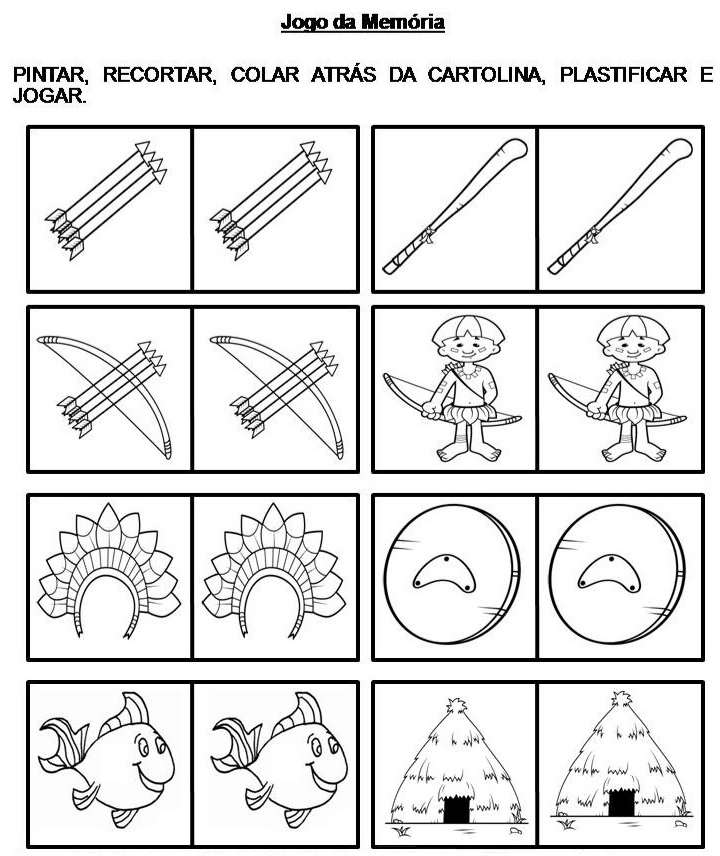 Jogo da Memória
PINTAR, RECORTAR, COLAR ATRÁS DA CARTOLINA, PLASTIFICAR E
JOGAR.